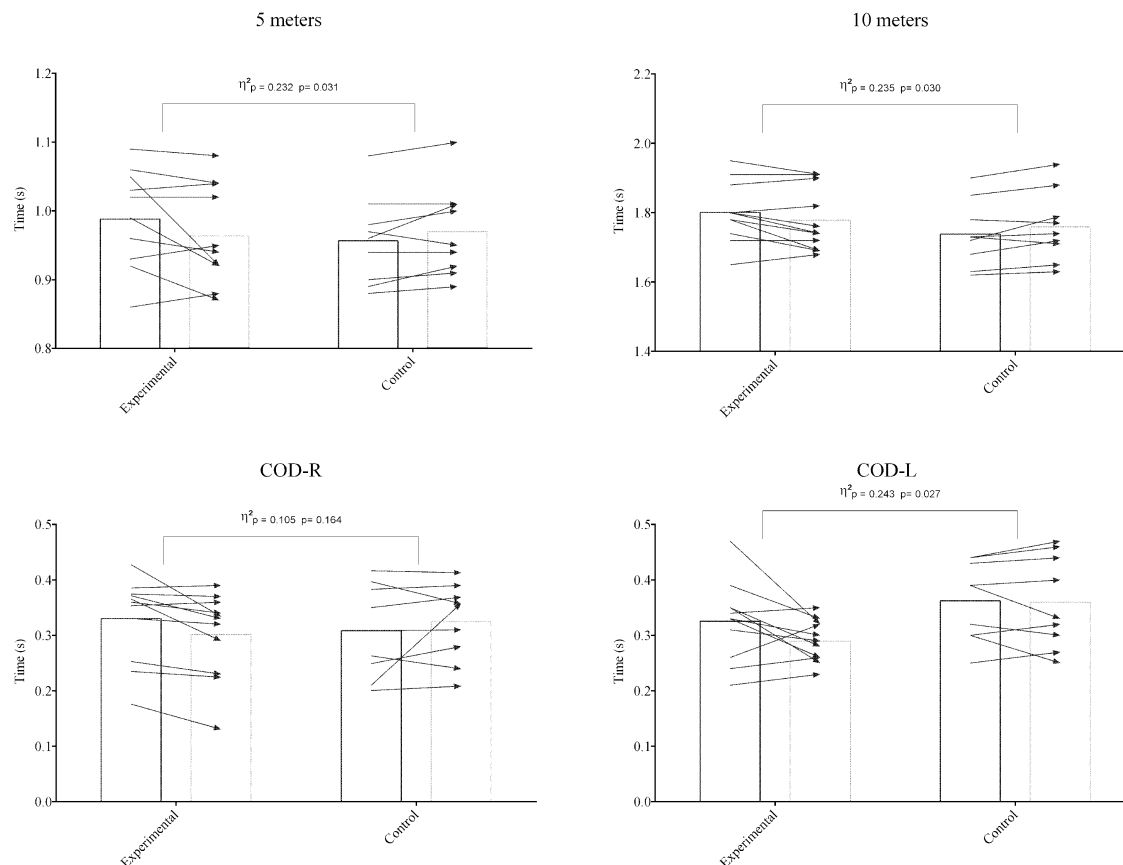 5 meters
η²p = 0.232 p= 0.031
Time (s)
1.2
1.1
1.0
0.9
0.8
Experimental
Control
10 meters
η²p = 0.235 p= 0.030
Time (s)
2.2
2.0
1.8
1.6
1.4
Experimental
Control
COD-R
η²p = 0.105 p= 0.164
Time (s)
0.5
0.4
0.3
0.2
0.1
0.0
Experimental
Control
COD-L
η²p = 0.243 p= 0.027
Time (s)
0.5
0.4
0.3
0.2
0.1
0.0
Experimental
Control